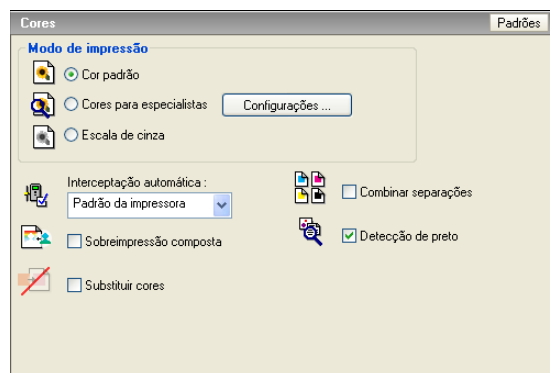 Cores
Padrões
Modo de impressão
Cor padrão
Cores para especialistas
Configurações ...
Escala de cinza
Interceptação automática :
Padrão da impressora
Combinar separações
Sobreimpressão composta
Detecção de preto
Substituir cores